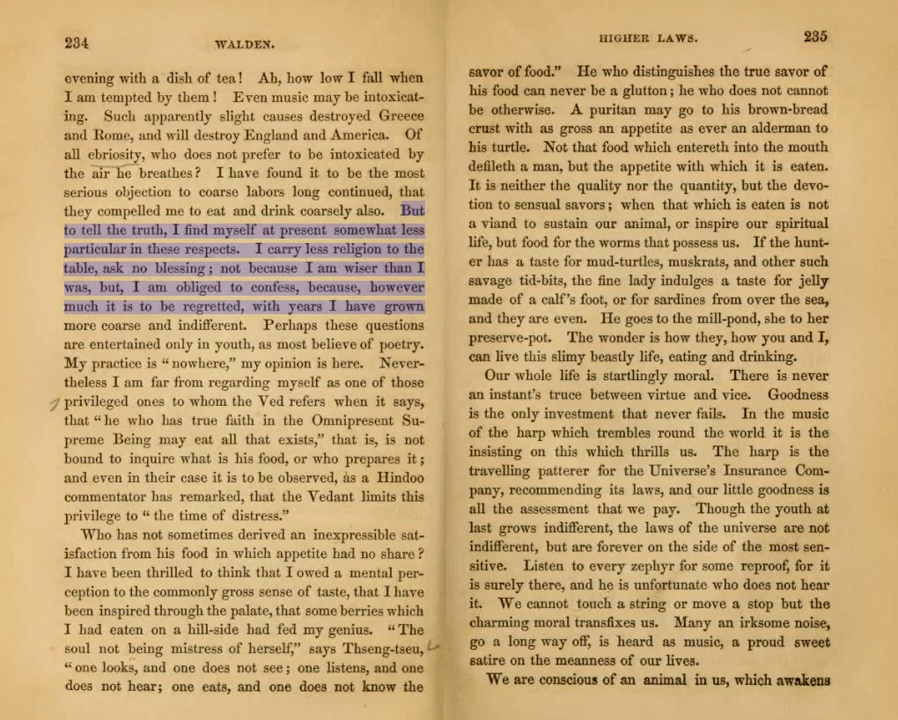 234
WALDEN.
evening with a dish of tea! Ah, how low I fall when
I am tempted by them! Even music may be intoxicat-
ing. Such apparently slight causes destroyed Greece
and Rome, and will destroy England and America. Of
all ebriosity, who does not prefer to be intoxicated by
the air he breathes? I have found it to be the most
serious objection to coarse labors long continued, that
they compelled me to eat and drink coarsely also. But
to tell the truth, I find myself at present somewhat less
particular in these respects. I carry less religion to the
table, ask no blessing; not because I am wiser than I
was, but, I am obliged to confess, because, however
much it is to be regretted, with years I have grown
more coarse and indifferent. Perhaps these questions
are entertained only in youth, as most believe of poetry.
My practice is "nowhere," my opinion is here. Never-
theless I am far from regarding myself as one of those
privileged ones to whom the Ved refers when it says,
that "he who has true faith in the Omnipresent Su-
preme Being may eat all that exists," that is, is not
bound to inquire what is his food, or who prepares it;
and even in their case it is to be observed, as a Hindoo
commentator has remarked, that the Vedant limits this
privilege to "the time of distress."
Who has not sometimes derived an inexpressible sat-
isfaction from his food in which appetite had no share?
I have been thrilled to think that I owed a mental per-
ception to the commonly gross sense of taste, that I have
been inspired through the palate, that some berries which
I had eaten on a hill-side had fed my genius. "The
soul not being mistress of herself," says Thseng-tseu,
"one looks, and one does not see; one listens, and one
does not hear; one eats, and one does not know the
HIGHER LAWS.
235
savor of food." He who distinguishes the true savor of
his food can never be a glutton; he who does not cannot
be otherwise. A puritan may go to his brown-bread
crust with as gross an appetite as ever an alderman to
his turtle. Not that food which entereth into the mouth
defileth a man, but the appetite with which it is eaten.
It is neither the quality nor the quantity, but the devo-
tion to sensual savors; when that which is eaten is not
a viand to sustain our animal, or inspire our spiritual
life, but food for the worms that possess us. If the hunt-
er has a taste for mud-turtles, muskrats, and other such
savage tid-bits, the fine lady indulges a taste for jelly
made of a calf's foot, or for sardines from over the sea,
and they are even. He goes to the mill-pond, she to her
preserve-pot. The wonder is how they, how you and I,
can live this slimy beastly life, eating and drinking.
Our whole life is startlingly moral. There is never
an instant's truce between virtue and vice. Goodness
is the only investment that never fails. In the music
of the harp which trembles round the world it is the
insisting on this which thrills us. The harp is the
travelling patterer for the Universe's Insurance Com-
pany, recommending its laws, and our little goodness is
all the assessment that we pay. Though the youth at
last grows indifferent, the laws of the universe are not
indifferent, but are forever on the side of the most sen-
sitive. Listen to every zephyr for some reproof, for it
is surely there, and he is unfortunate who does not hear
it. We cannot touch a string or move a stop but the
charming moral transfixes us. Many an irksome noise,
go a long way off, is heard as music, a proud sweet
satire on the meanness of our lives.
We are conscious of an animal in us, which awakens